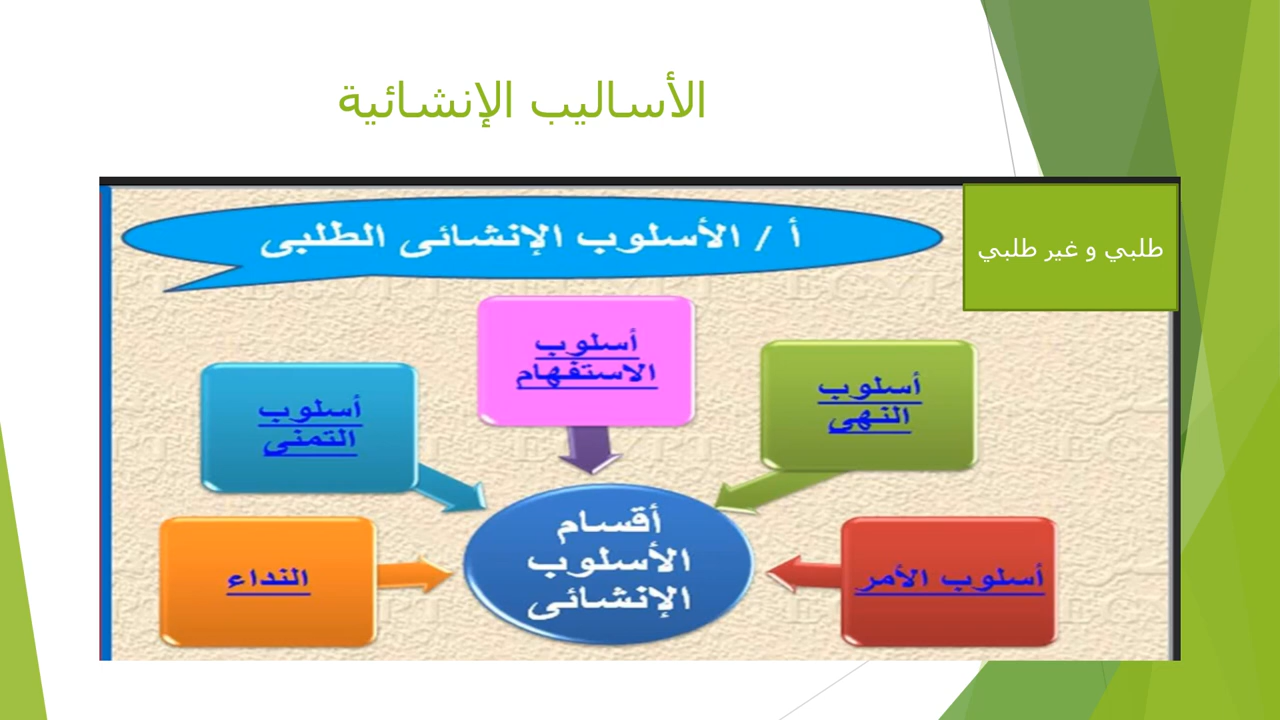 الأساليب الإنشائية
طلبي و غير طلبي
أ / الأسلوب الإنشائى الطلبى
أسلوب
الاستفهام
أسلوب
النهى
أسلوب
التمنى
أقسام
الأسلوب
الإنشائى
أسلوب الأمر
النداء